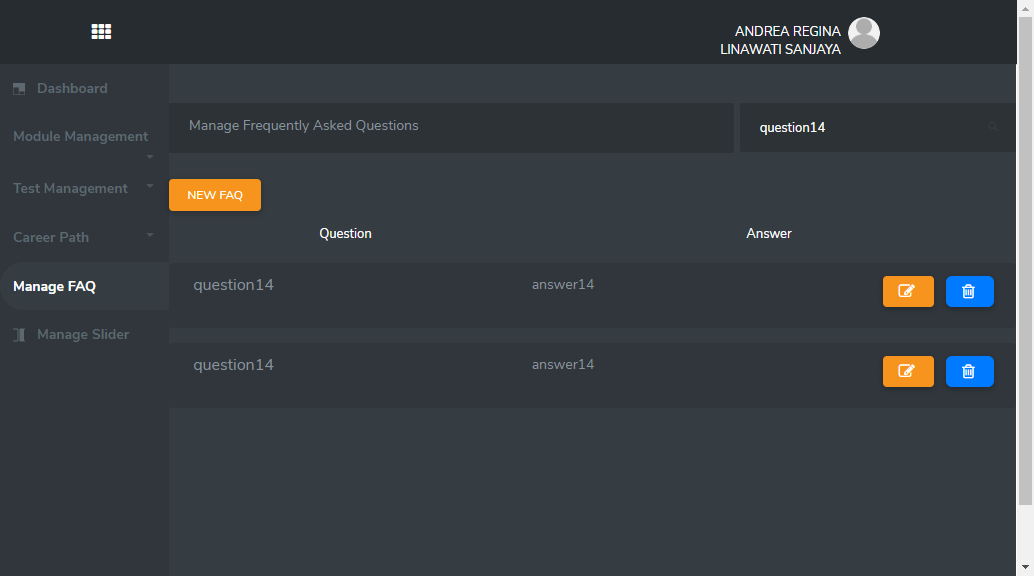 ANDREA REGINA
LINAWATI SANJAYA
Dashboard
Module Management
Test Management
Career Path
Manage FAQ
Manage Slider
Manage Frequently Asked Questions
question14
NEW FAQ
Question Answer
question14 answer14
question14 answer14